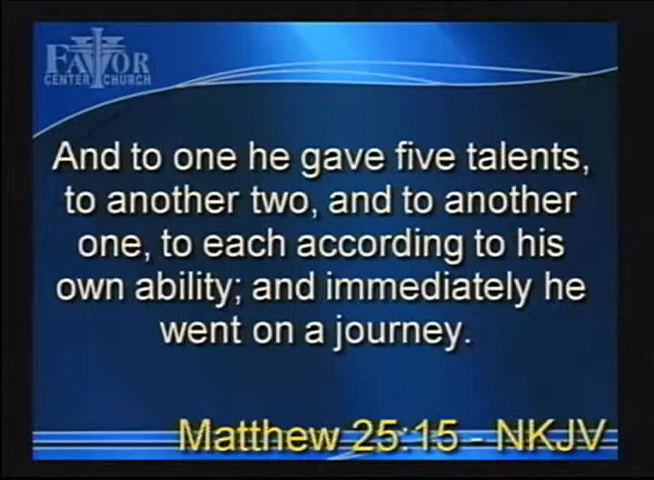 FAVOR
CENTER CHURCH
And to one he gave five talents,
to another two, and to another
one, to each according to his
own ability; and immediately he
went on a journey.
Matthew 25:15 - NKJV